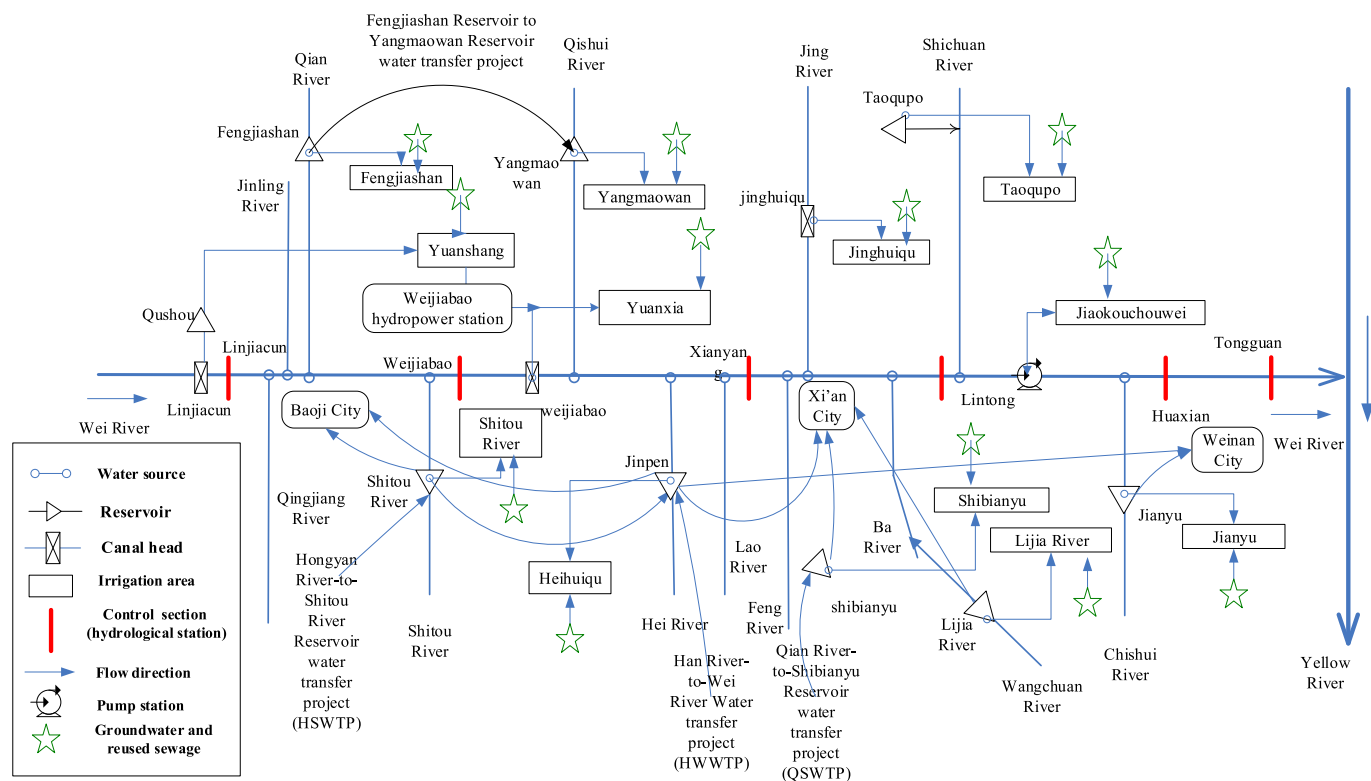 Fengjiashan Reservoir to
Yangmaowan Reservoir
water transfer project
Qian
River
Qishui
River
Jing
River
Shichuan
River
Taoqupo
Fengjiashan
Jinling
River
Fengjiashan
Yangmao
wan
Yangmaowan
jinghuiqu
Taoqupo
Yuanshang
Jinghuiqu
Weijiabao
hydropower station
Yuanxia
Jiaokouchouwei
Qushou
Linjiacun
Weijiabao
Xianyan
g
Tongguan
Linjiacun
weijiabao
Lintong
Huaxian
Wei River
Wei River
Baoji City
Xi'an
City
Weinan
City
Shitou
River
Shitou
River
Jinpen
Qingjiang
River
Shibianyu
Jianyu
Jianyu
Ba
River
Lijia River
Lao
River
Heihuiqu
Hongyan
River-to-
Shitou
River
Reservoir
water
transfer
project
(HSWTP)
Shitou
River
Hei River
Feng
River
shibianyu
Lijia
River
Chishui
River
Wangchuan
River
Yellow
River
Han River-
to-Wei
River Water
transfer
project
(HWWTP)
Qian River-
to-Shibianyu
Reservoir
water
transfer
project
(QSWTP)
Water source
Reservoir
Canal head
Irrigation area
Control section
(hydrological station)
Flow direction
Pump station
Groundwater and
reused sewage